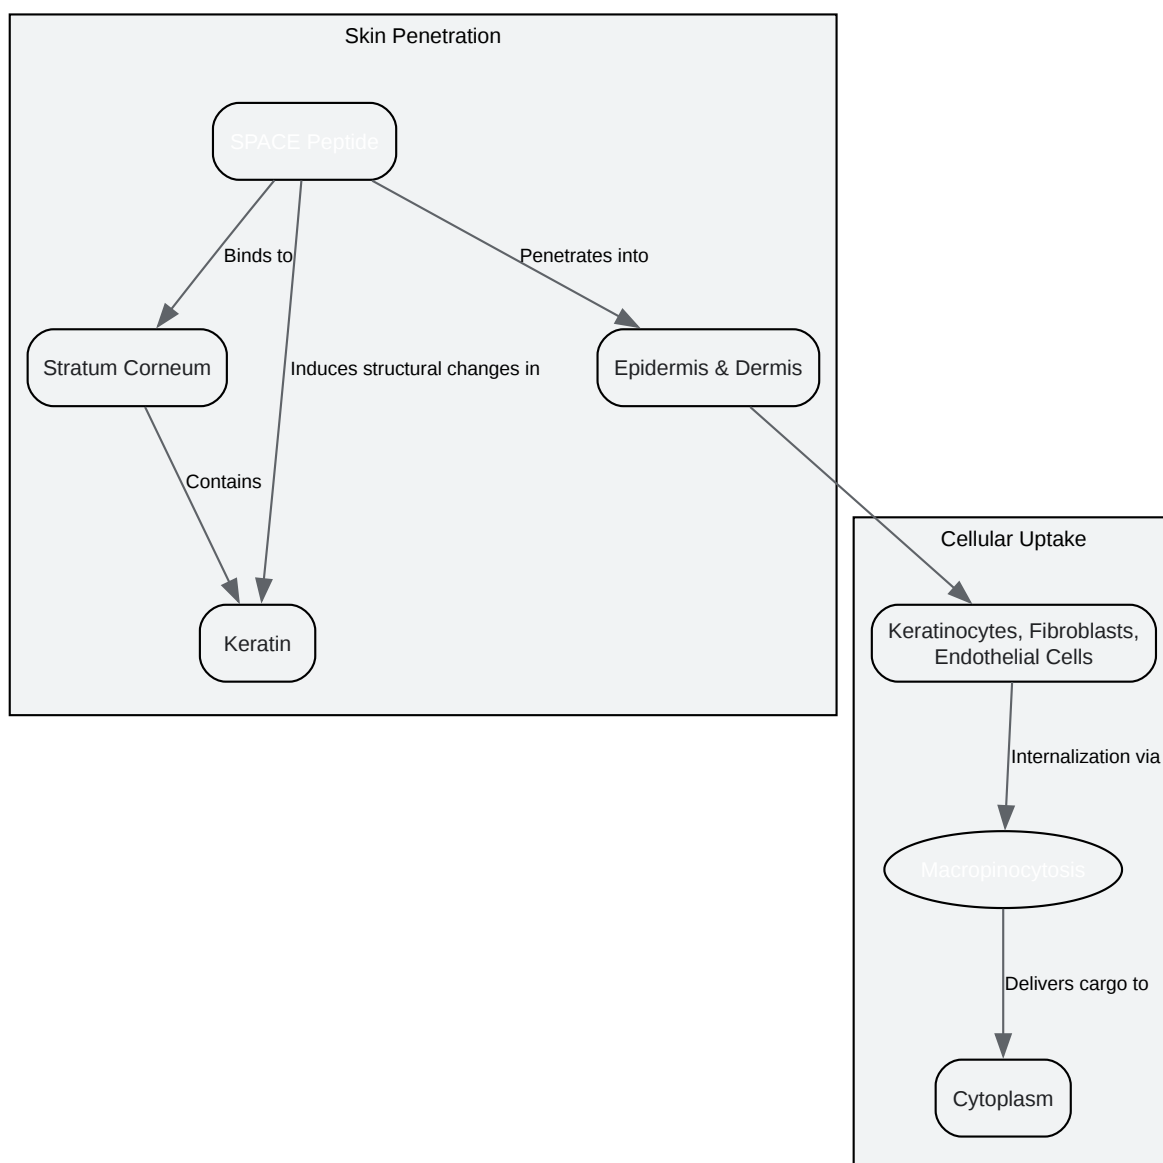 Skin Penetration
SPACE Peptide
Binds to
Penetrates into
Stratum Corneum
Induces structural changes in
Epidermis & Dermis
Contains
Keratin
Cellular Uptake
Keratinocytes, Fibroblasts,
Endothelial Cells
Internalization via
Macropinocytosis
Delivers cargo to
Cytoplasm